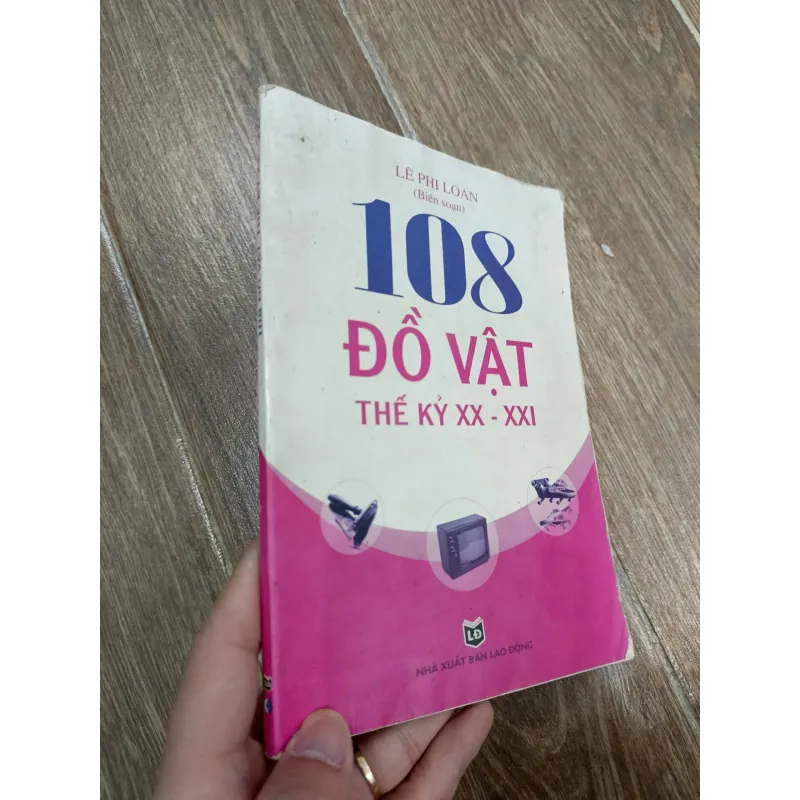 LÊ PHI LOAN
(Biên soạn)
108
ĐỒ VẬT
THẾ KỶ XX - XXI
LĐ
NHÀ XUẤT BẢN LAO ĐỘNG